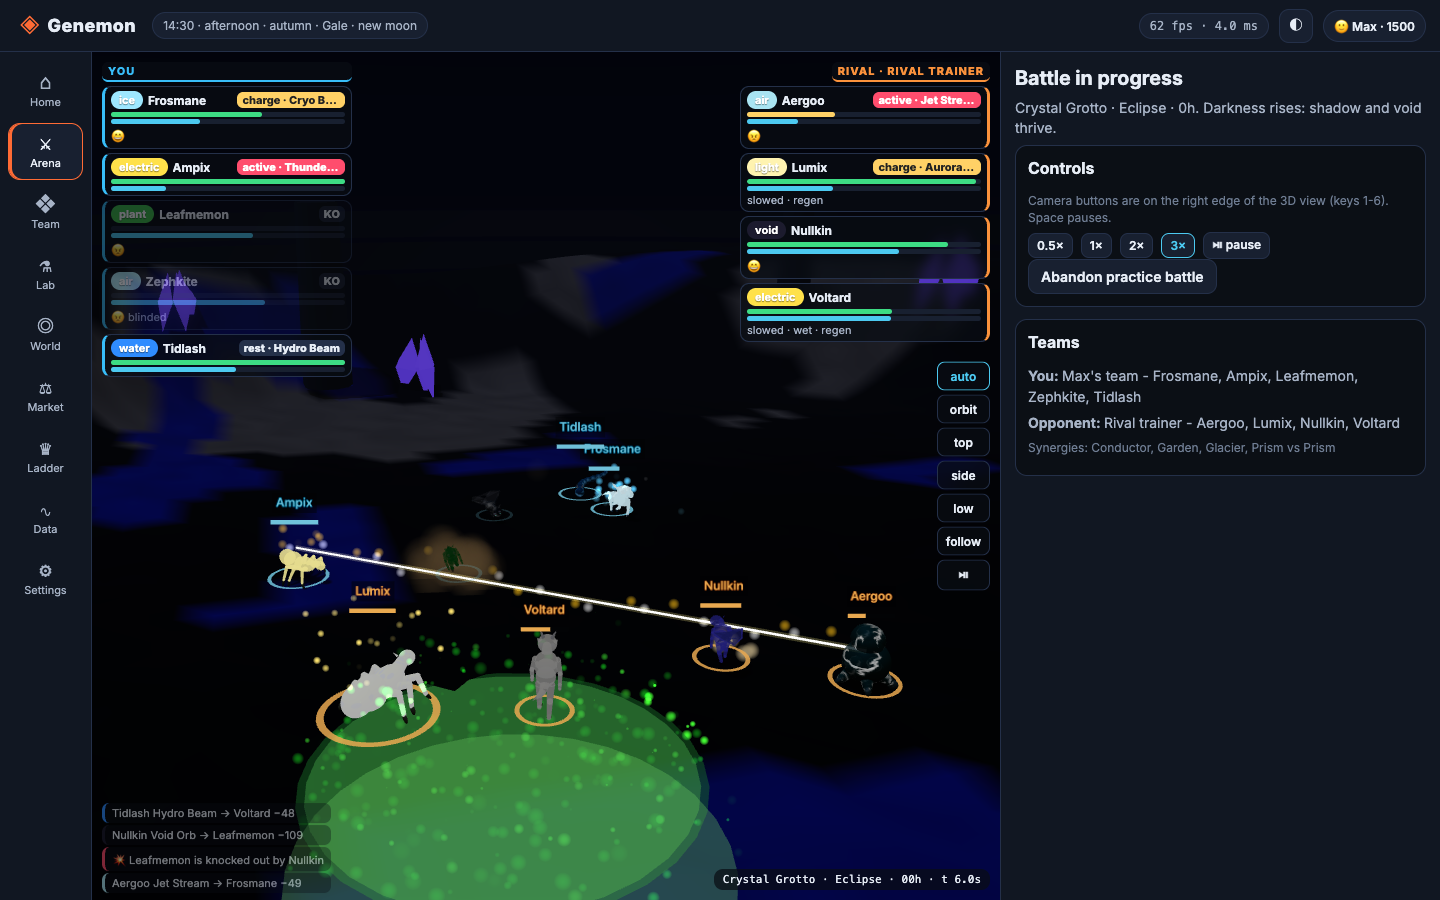 Genemon
14:30 · afternoon · autumn · Gale · new moon
62 fps · 4.0 ms
Max · 1500
Home
Arena
Team
Lab
World
Market
Ladder
Data
Settings
YOU
ice Frosmane charge · Cryo B...
electric Ampix active · Thunde...
plant Leafmemon KO
air Zephkite KO
blinded
water Tidlash rest · Hydro Beam
RIVAL · RIVAL TRAINER
air Aergoo active · Jet Stre...
light Lumix charge · Aurora...
slowed · regen
void Nullkin
electric Voltard
slowed · wet · regen
auto
orbit
top
side
low
follow
Tidlash
Frosmane
Ampix
Lumix
Voltard
Nullkin
Aergoo
Tidlash Hydro Beam → Voltard −48
Nullkin Void Orb → Leafmemon −109
Leafmemon is knocked out by Nullkin
Aergoo Jet Stream → Frosmane −49
Crystal Grotto · Eclipse · 00h · t 6.0s
Battle in progress
Crystal Grotto · Eclipse · 0h. Darkness rises: shadow and void
thrive.
Controls
Camera buttons are on the right edge of the 3D view (keys 1-6).
Space pauses.
0.5× 1× 2× 3× pause
Abandon practice battle
Teams
You: Max's team - Frosmane, Ampix, Leafmemon,
Zephkite, Tidlash
Opponent: Rival trainer - Aergoo, Lumix, Nullkin, Voltard
Synergies: Conductor, Garden, Glacier, Prism vs Prism